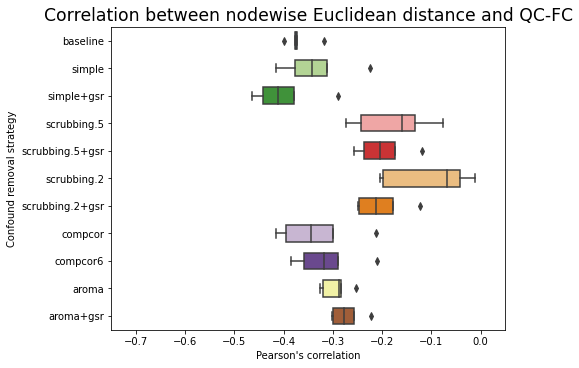 Correlation between nodewise Euclidean distance and QC-FC
Confound removal strategy
baseline
simple
simple+gsr
scrubbing.5
scrubbing.5+gsr
scrubbing.2
scrubbing.2+gsr
compcor
compcor6
aroma
aroma+gsr
−0.7 −0.6 −0.5 −0.4 −0.3 −0.2 −0.1 0.0
Pearson's correlation